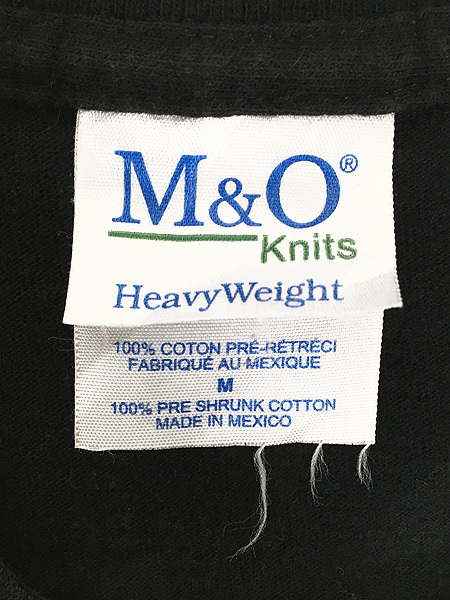 M&O®
Knits
HeavyWeight
100% COTON PRÉ-RÉTRÉCI
FABRIQUÉ AU MEXIQUE
M
100% PRE SHRUNK COTTON
MADE IN MEXICO